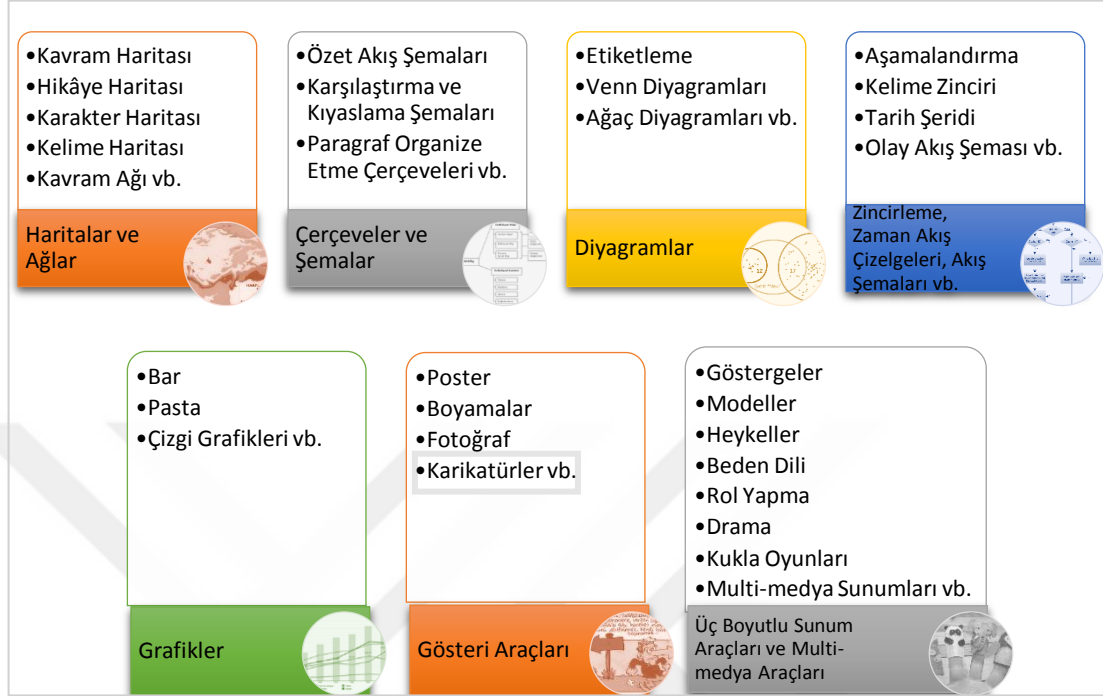 •Kavram Haritası
•Hikâye Haritası
•Karakter Haritası
•Kelime Haritası
•Kavram Ağı vb.
Haritalar ve
Ağlar
•Özet Akış Şemaları
•Karşılaştırma ve
Kıyaslama Şemaları
•Paragraf Organize
Etme Çerçeveleri vb.
Çerçeveler ve
Şemalar
•Etiketleme
•Venn Diyagramları
•Ağaç Diyagramları vb.
Diyagramlar
•Aşamalandırma
•Kelime Zinciri
•Tarih Şeridi
•Olay Akış Şeması vb.
Zincirleme,
Zaman Akış
Çizelgeleri, Akış
Şemaları vb.
•Bar
•Pasta
•Çizgi Grafikleri vb.
Grafikler
•Poster
•Boyamalar
•Fotoğraf
•Karikatürler vb.
Gösteri Araçları
•Göstergeler
•Modeller
•Heykeller
•Beden Dili
•Rol Yapma
•Drama
•Kukla Oyunları
•Multi-medya Sunumları vb.
Üç Boyutlu Sunum
Araçları ve Multi-
medya Araçları